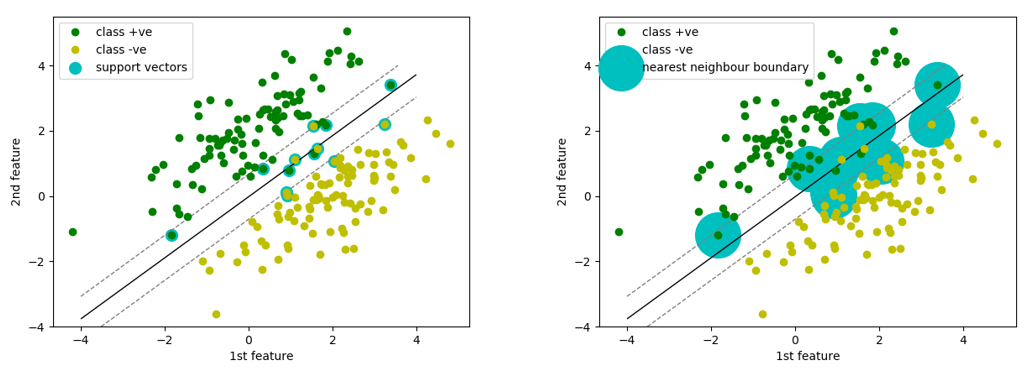 class +ve
class -ve
support vectors
4
2
0
−2
−4
2nd feature
−4
−2
0
2
4
1st feature
class +ve
class -ve
nearest neighbour boundary
4
2
0
−2
−4
2nd feature
−4
−2
0
2
4
1st feature